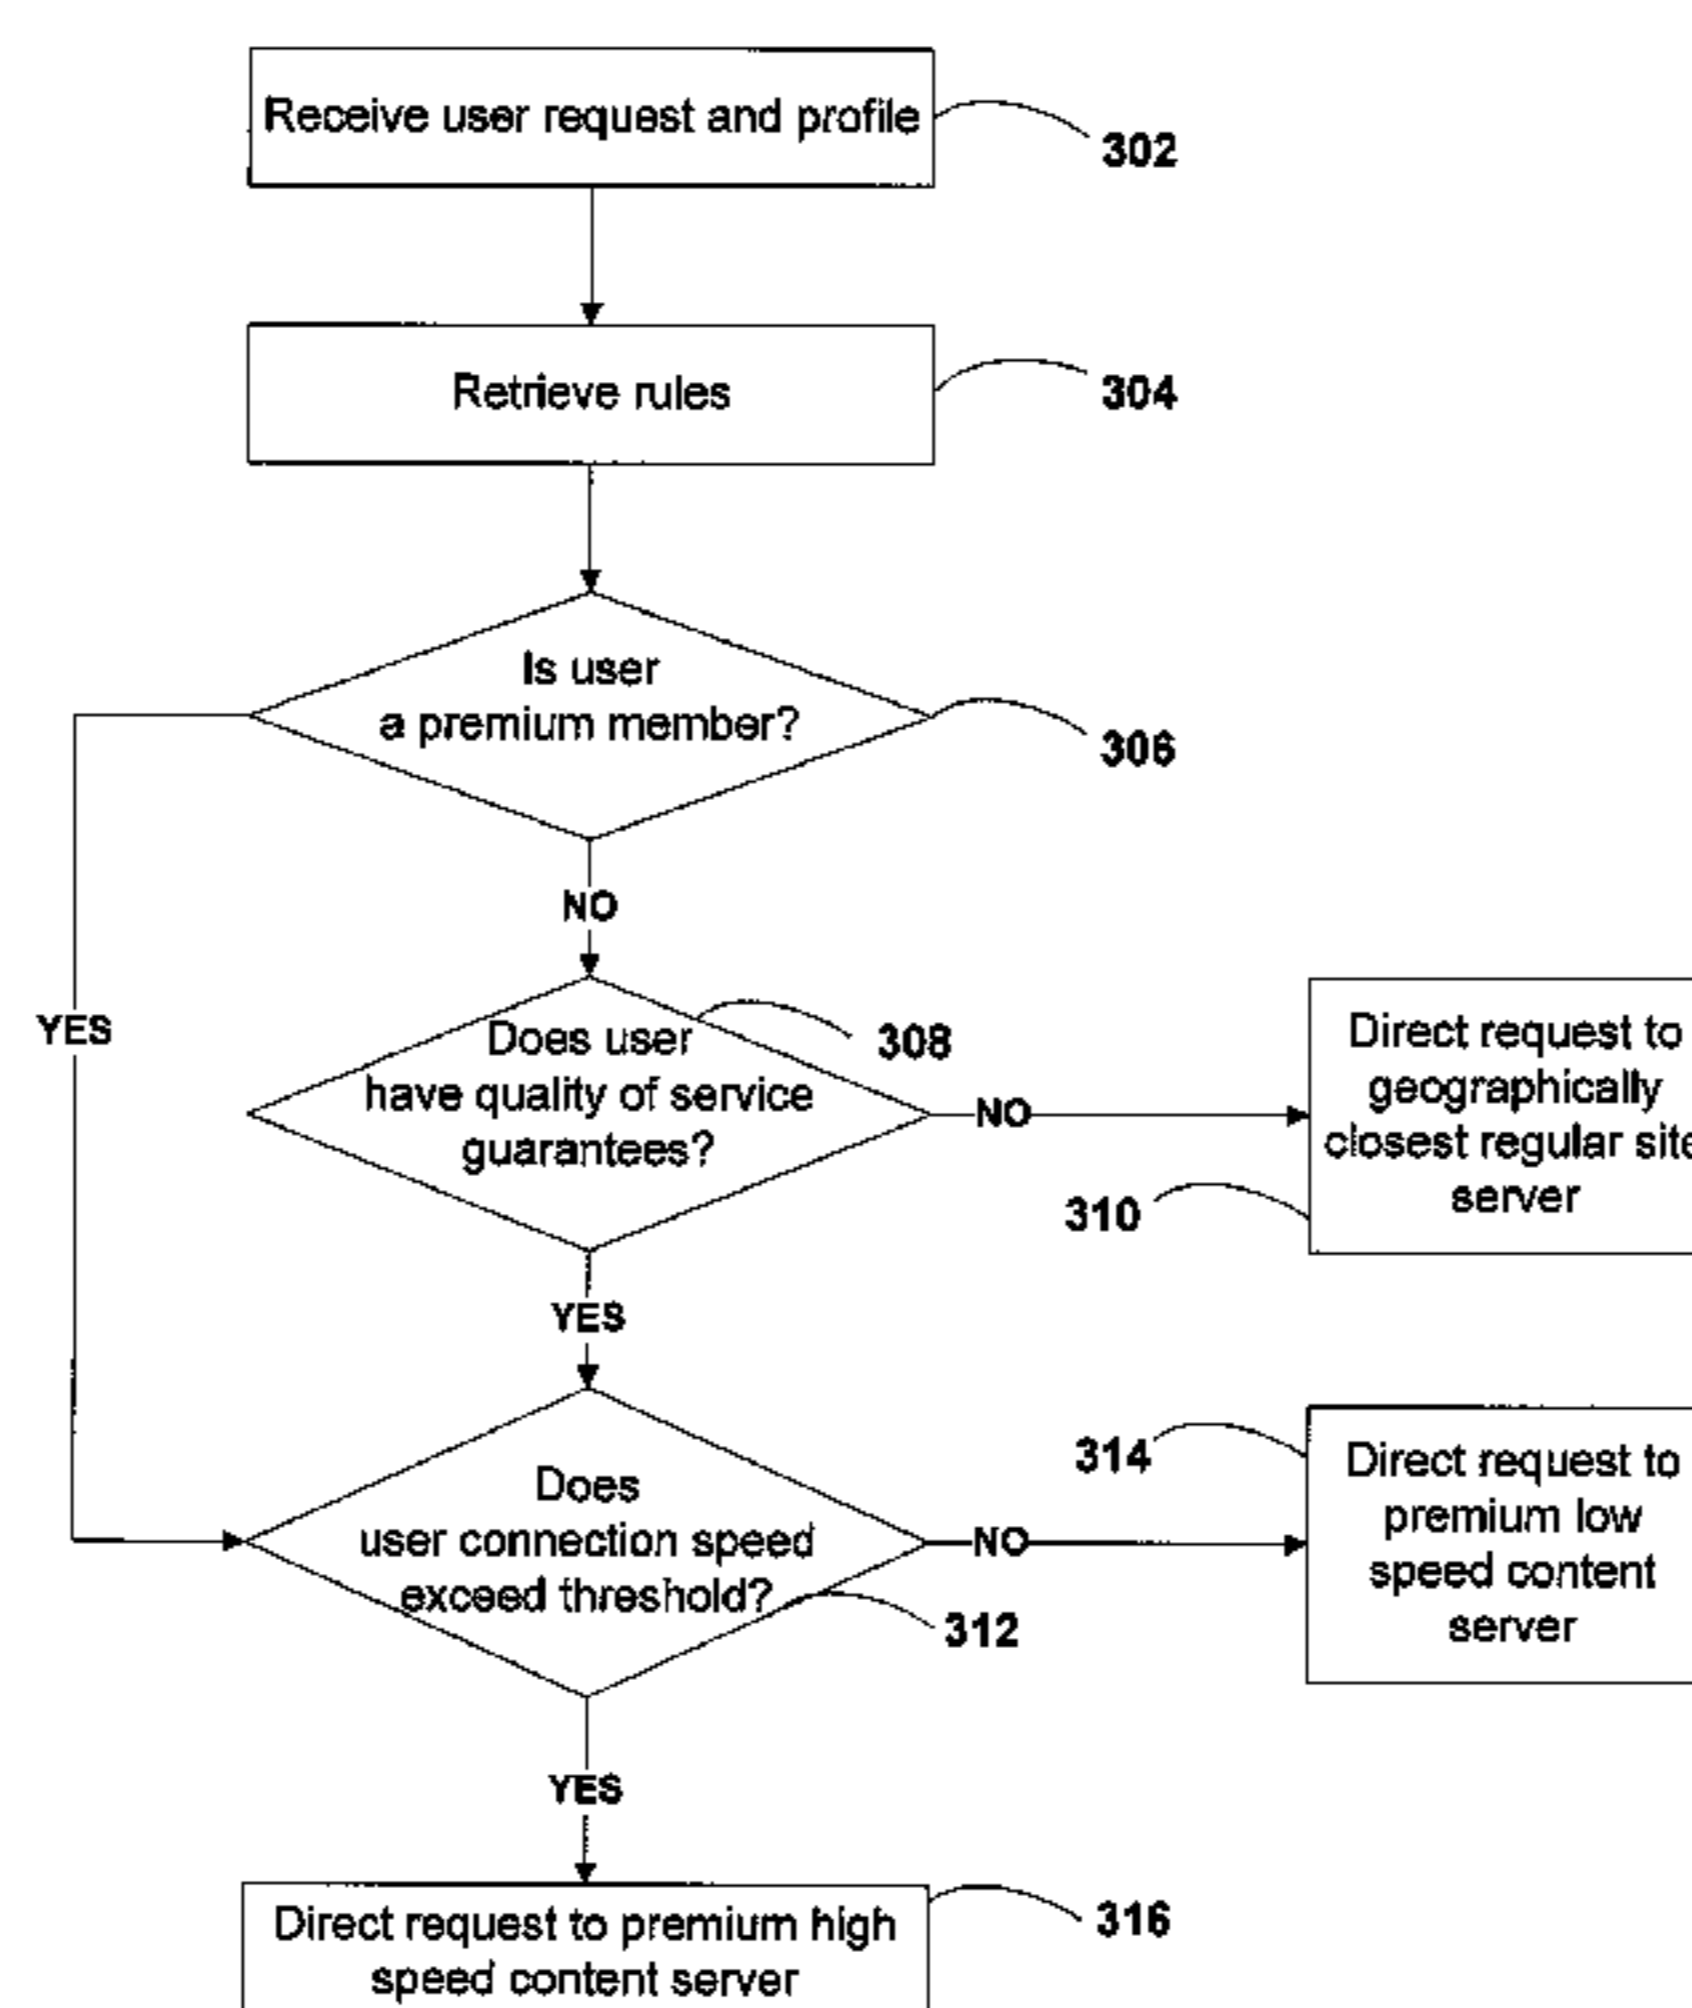 Receive user request and profile
302
Retrieve rules
304
Is user
a premium member?
306
NO
YES
Does user
have quality of service
guarantees?
308
NO
Direct request to
geographically
closest regular site
server
310
YES
Does
user connection speed
exceed threshold?
312
NO
314
Direct request to
premium low
speed content
server
YES
Direct request to premium high
speed content server
316